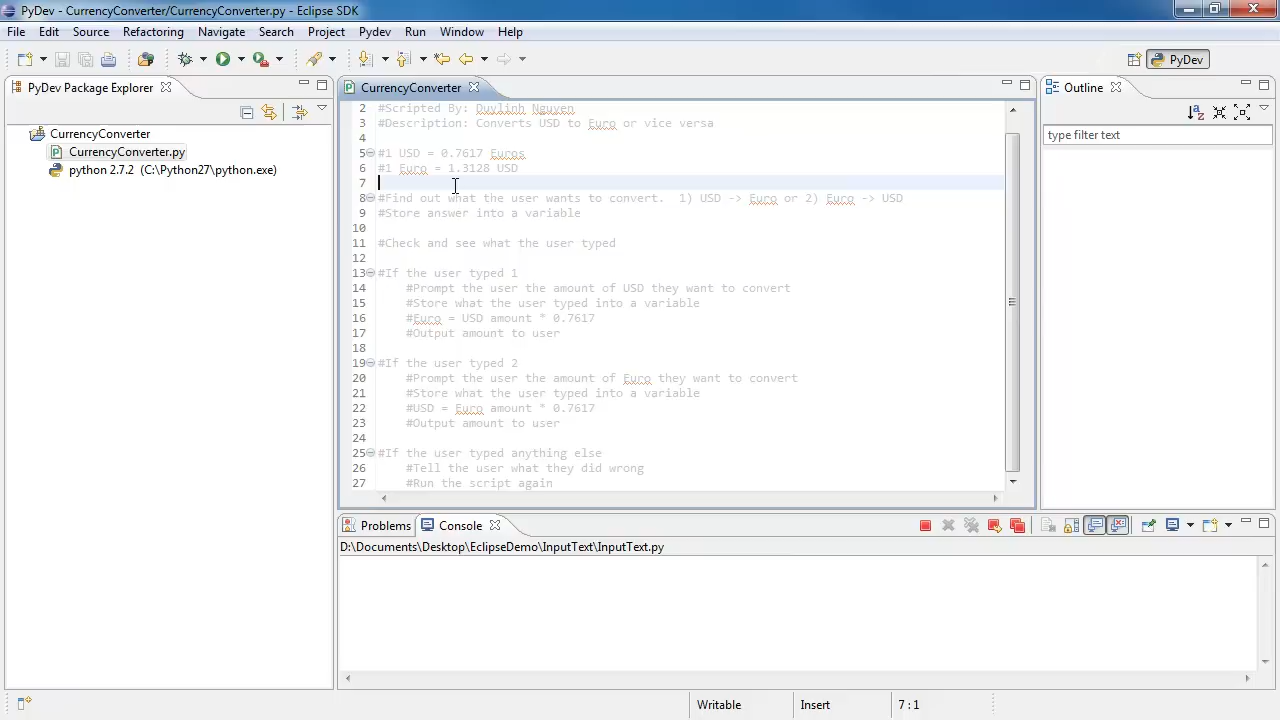 PyDev - CurrencyConverter/CurrencyConverter.py - Eclipse SDK
File Edit Source Refactoring Navigate Search Project Pydev Run Window Help
PyDev
PyDev Package Explorer
CurrencyConverter
CurrencyConverter.py
python 2.7.2 (C:\Python27\python.exe)
CurrencyConverter
2 #Scripted By: Duylinh Nguyen
3 #Description: Converts USD to Euro or vice versa
4
5 #1 USD = 0.7617 Euros
6 #1 Euro = 1.3128 USD
7
8 #Find out what the user wants to convert. 1) USD -> Euro or 2) Euro -> USD
9 #Store answer into a variable
10
11 #Check and see what the user typed
12
13 #If the user typed 1
14 #Prompt the user the amount of USD they want to convert
15 #Store what the user typed into a variable
16 #Euro = USD amount * 0.7617
17 #Output amount to user
18
19 #If the user typed 2
20 #Prompt the user the amount of Euro they want to convert
21 #Store what the user typed into a variable
22 #USD = Euro amount * 0.7617
23 #Output amount to user
24
25 #If the user typed anything else
26 #Tell the user what they did wrong
27 #Run the script again
Outline
type filter text
Problems Console
D:\Documents\Desktop\EclipseDemo\InputText\InputText.py
Writable Insert 7 : 1